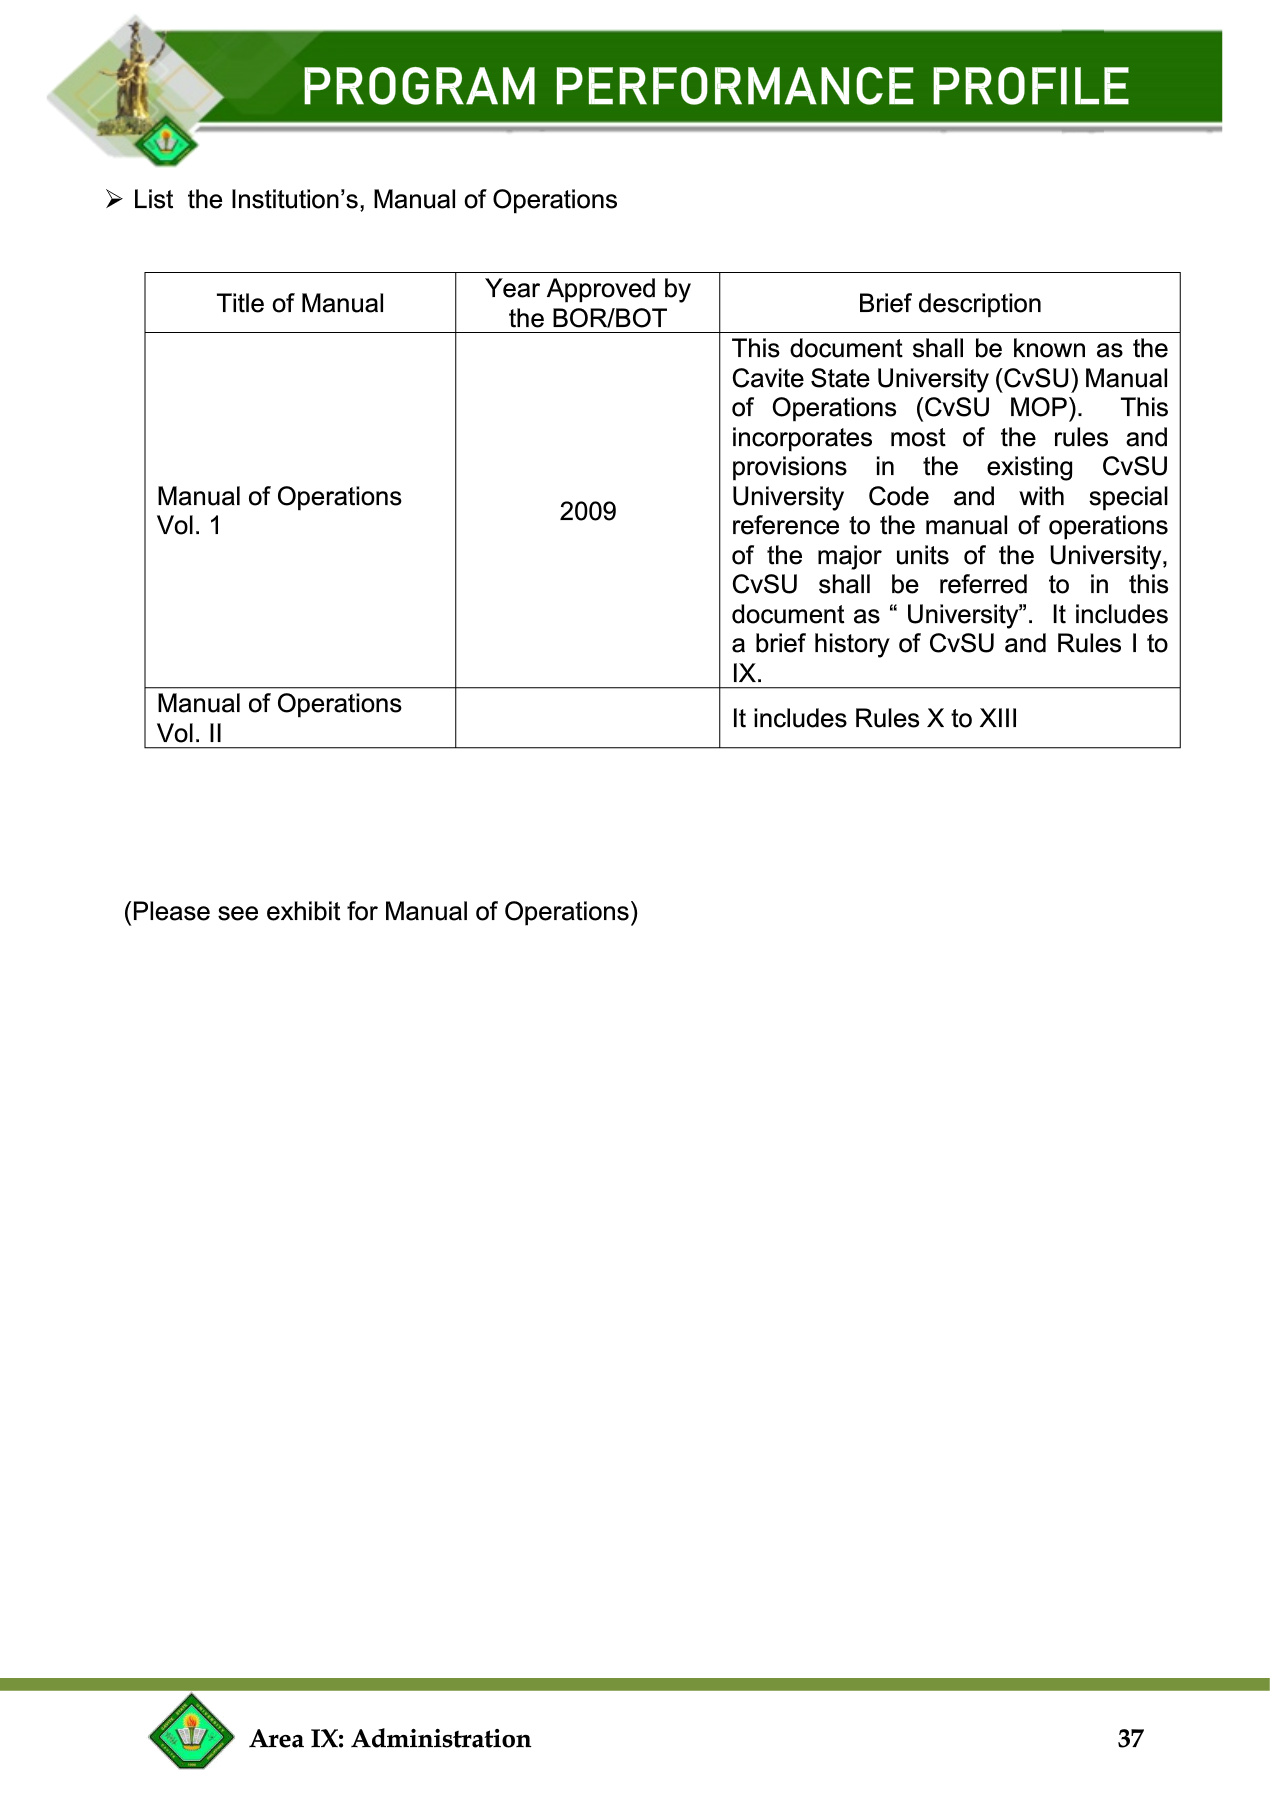 PROGRAM PERFORMANCE PROFILE
➢ List  the Institution’s, Manual of Operations
Title of Manual
Year Approved by
the BOR/BOT
Brief description
Manual of Operations
Vol. 1
2009
This document shall be known as the
Cavite State University (CvSU) Manual
of Operations (CvSU MOP).  This
incorporates most of the rules and
provisions in the existing CvSU
University Code and with special
reference to the manual of operations
of the major units of the University,
CvSU shall be referred to in this
document as “ University”.  It includes
a brief history of CvSU and Rules I to
IX.
Manual of Operations
Vol. II
It includes Rules X to XIII
(Please see exhibit for Manual of Operations)
Area IX: Administration
37